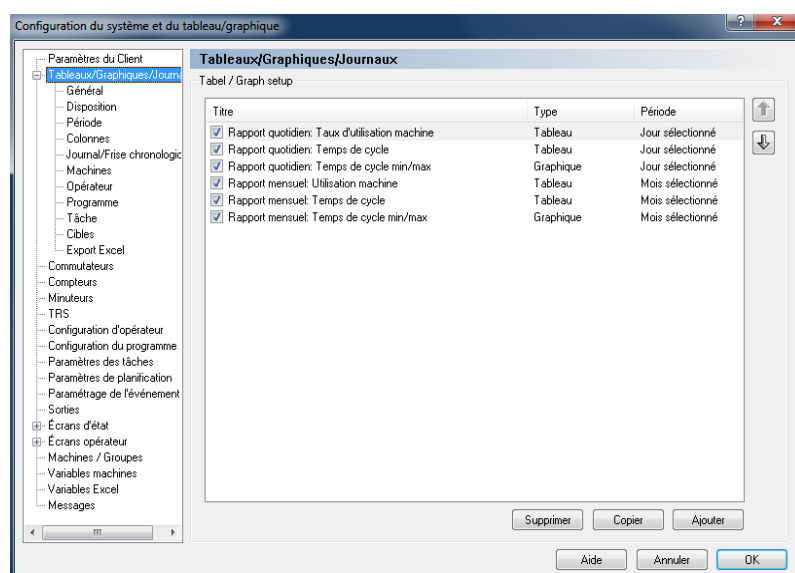 Configuration du système et du tableau/graphique
Paramètres du Client
Tableaux/Graphiques/Journa
Général
Disposition
Période
Colonnes
Journal/Frise chronologic
Machines
Opérateur
Programme
Tâche
Cibles
Export Excel
Commutateurs
Compteurs
Minuteurs
TRS
Configuration d'opérateur
Configuration du programme
Paramètres des tâches
Paramètres de planification
Paramétrage de l'événement
Sorties
Écrans d'état
Écrans opérateur
Machines / Groupes
Variables machines
Variables Excel
Messages
Tableaux/Graphiques/Journaux
Tabel / Graph setup
Titre Type Période
Rapport quotidien: Taux d'utilisation machine Tableau Jour sélectionné
Rapport quotidien: Temps de cycle Tableau Jour sélectionné
Rapport quotidien: Temps de cycle min/max Graphique Jour sélectionné
Rapport mensuel: Utilisation machine Tableau Mois sélectionné
Rapport mensuel: Temps de cycle Tableau Mois sélectionné
Rapport mensuel: Temps de cycle min/max Graphique Mois sélectionné
Supprimer Copier Ajouter
Aide Annuler OK